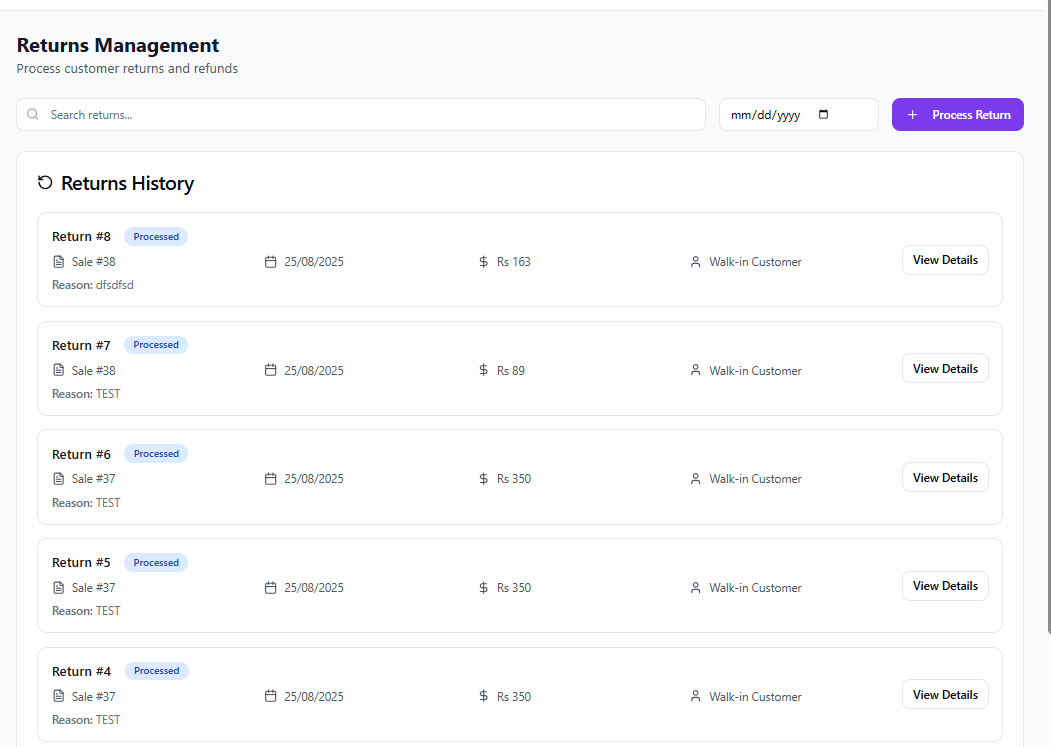 Returns Management
Process customer returns and refunds
Search returns...
mm/dd/yyyy
Process Return
Returns History
Return #8 Processed
Sale #38 25/08/2025 $ Rs 163 Walk-in Customer View Details
Reason: dfsdfsd
Return #7 Processed
Sale #38 25/08/2025 $ Rs 89 Walk-in Customer View Details
Reason: TEST
Return #6 Processed
Sale #37 25/08/2025 $ Rs 350 Walk-in Customer View Details
Reason: TEST
Return #5 Processed
Sale #37 25/08/2025 $ Rs 350 Walk-in Customer View Details
Reason: TEST
Return #4 Processed
Sale #37 25/08/2025 $ Rs 350 Walk-in Customer View Details
Reason: TEST